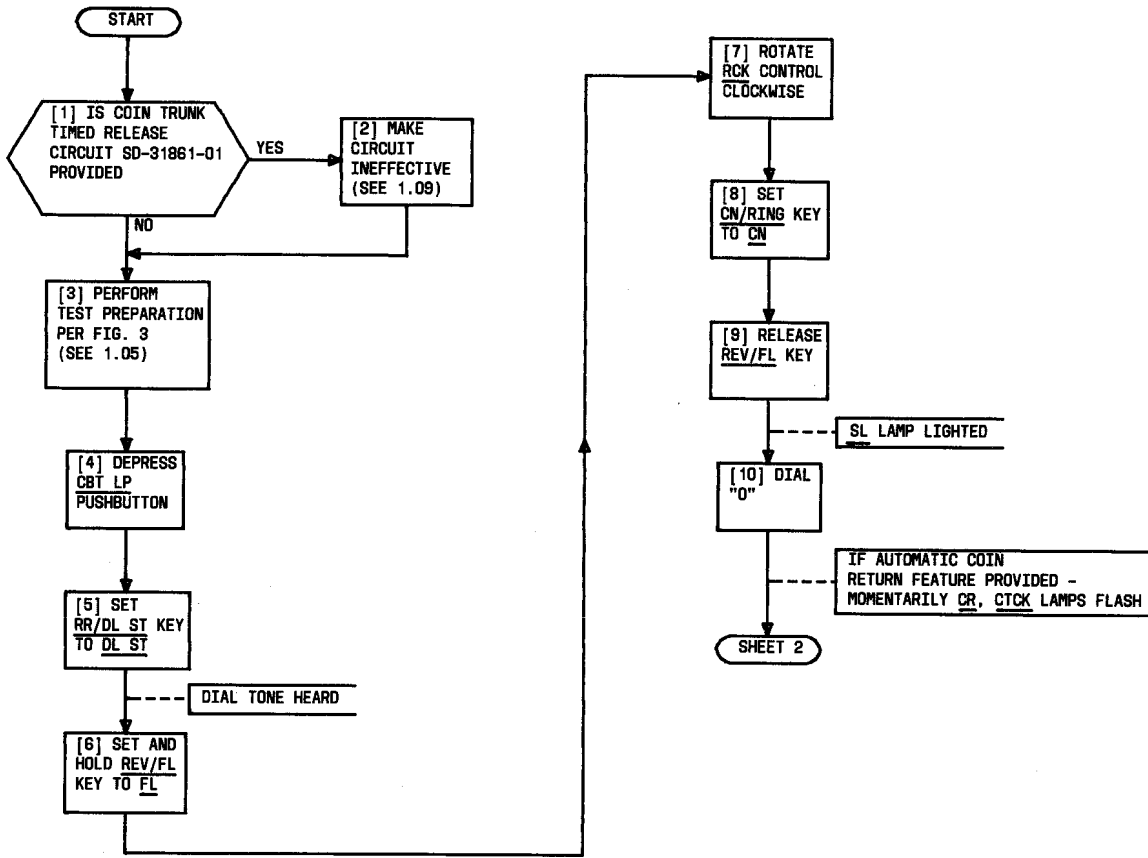 START
[1] IS COIN TRUNK
TIMED RELEASE
CIRCUIT SD-31861-01
PROVIDED
YES
[2] MAKE
CIRCUIT
INEFFECTIVE
(SEE 1.09)
NO
[3] PERFORM
TEST PREPARATION
PER FIG. 3
(SEE 1.05)
[4] DEPRESS
CBT LP
PUSHBUTTON
[5] SET
RR/DL ST KEY
TO DL ST
DIAL TONE HEARD
[6] SET AND
HOLD REV/FL
KEY TO FL
[7] ROTATE
RCK CONTROL
CLOCKWISE
[8] SET
CN/RING KEY
TO CN
[9] RELEASE
REV/FL KEY
SL LAMP LIGHTED
[10] DIAL
"0"
IF AUTOMATIC COIN
RETURN FEATURE PROVIDED -
MOMENTARILY CR, CTCK LAMPS FLASH
SHEET 2